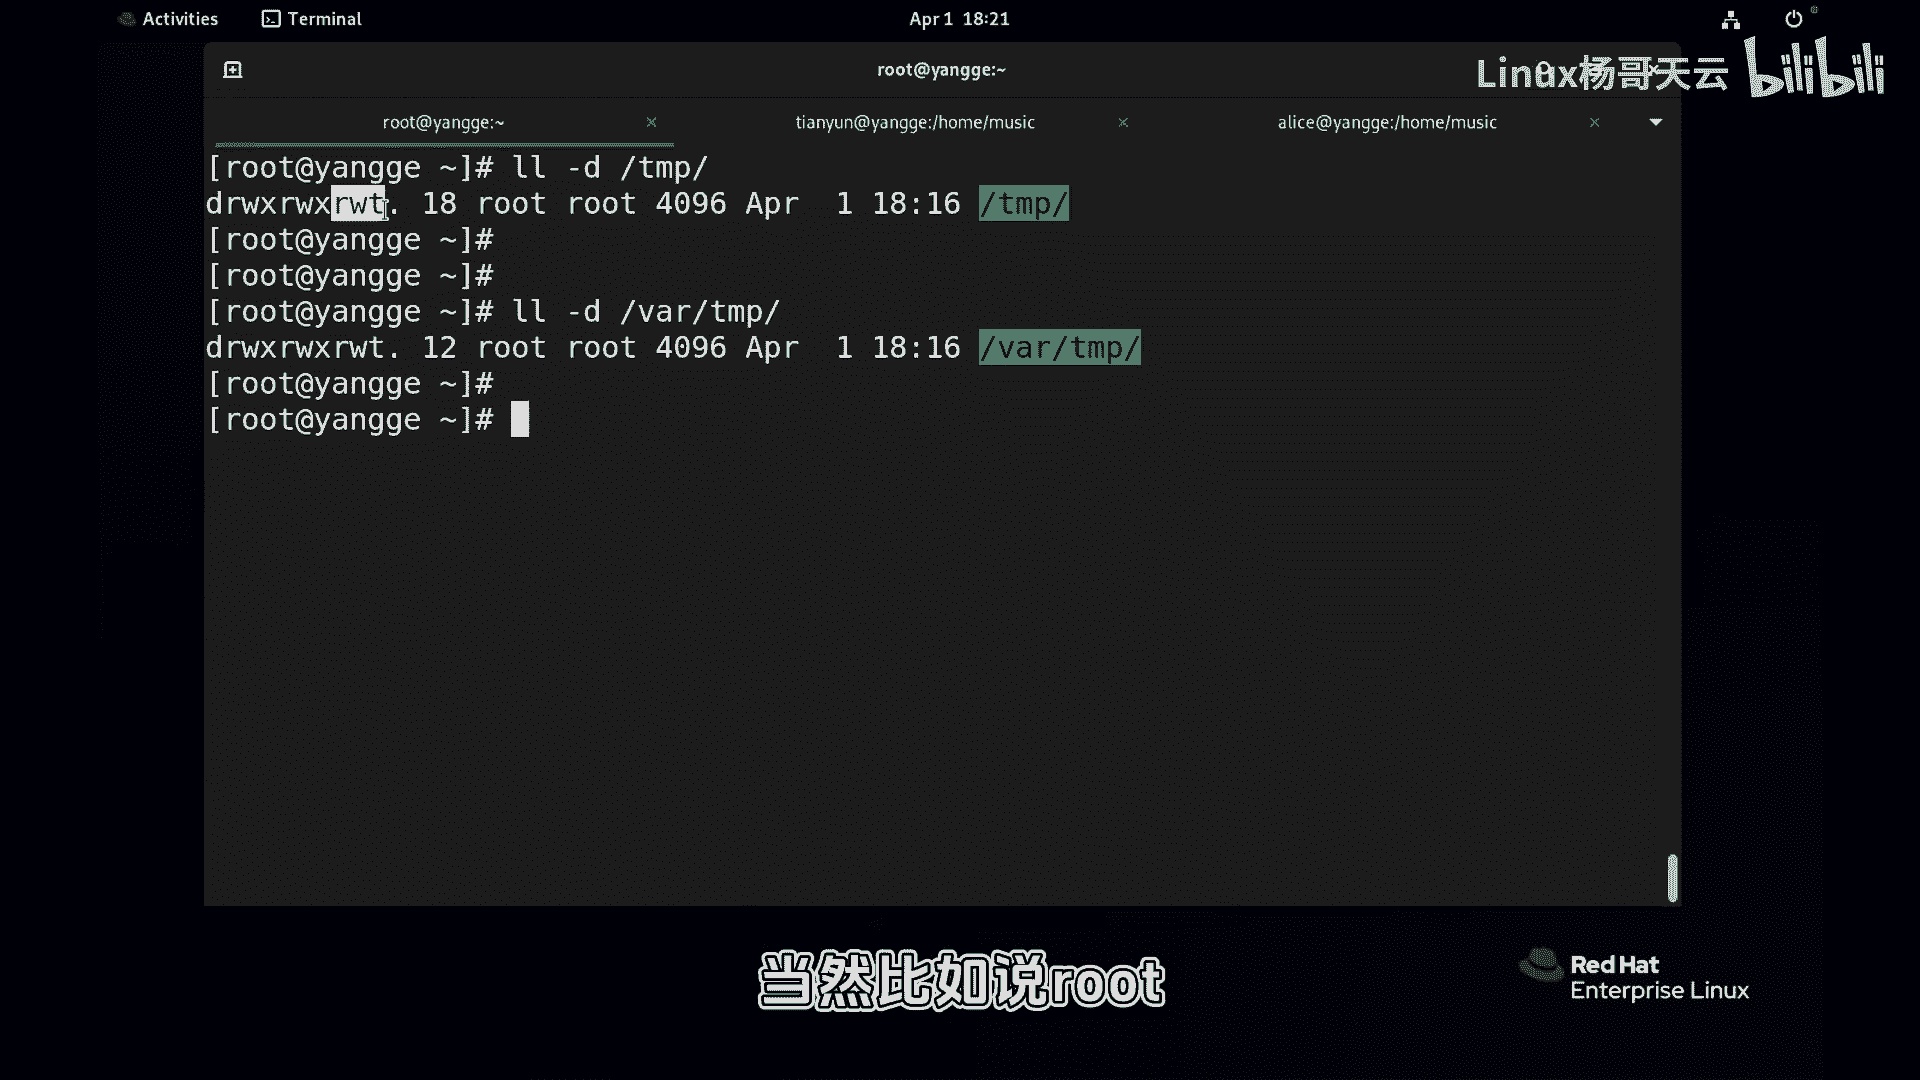 Activities Terminal Apr 1 18:21
root@yangge:~
Linux杨哥天云 bilibili
root@yangge:~ × tianyun@yangge:/home/music × alice@yangge:/home/music ×
[root@yangge ~]# ll -d /tmp/
drwxrwxrwt. 18 root root 4096 Apr  1 18:16 /tmp/
[root@yangge ~]#
[root@yangge ~]#
[root@yangge ~]# ll -d /var/tmp/
drwxrwxrwt. 12 root root 4096 Apr  1 18:16 /var/tmp/
[root@yangge ~]#
[root@yangge ~]#
当然比如说root
Red Hat
Enterprise Linux